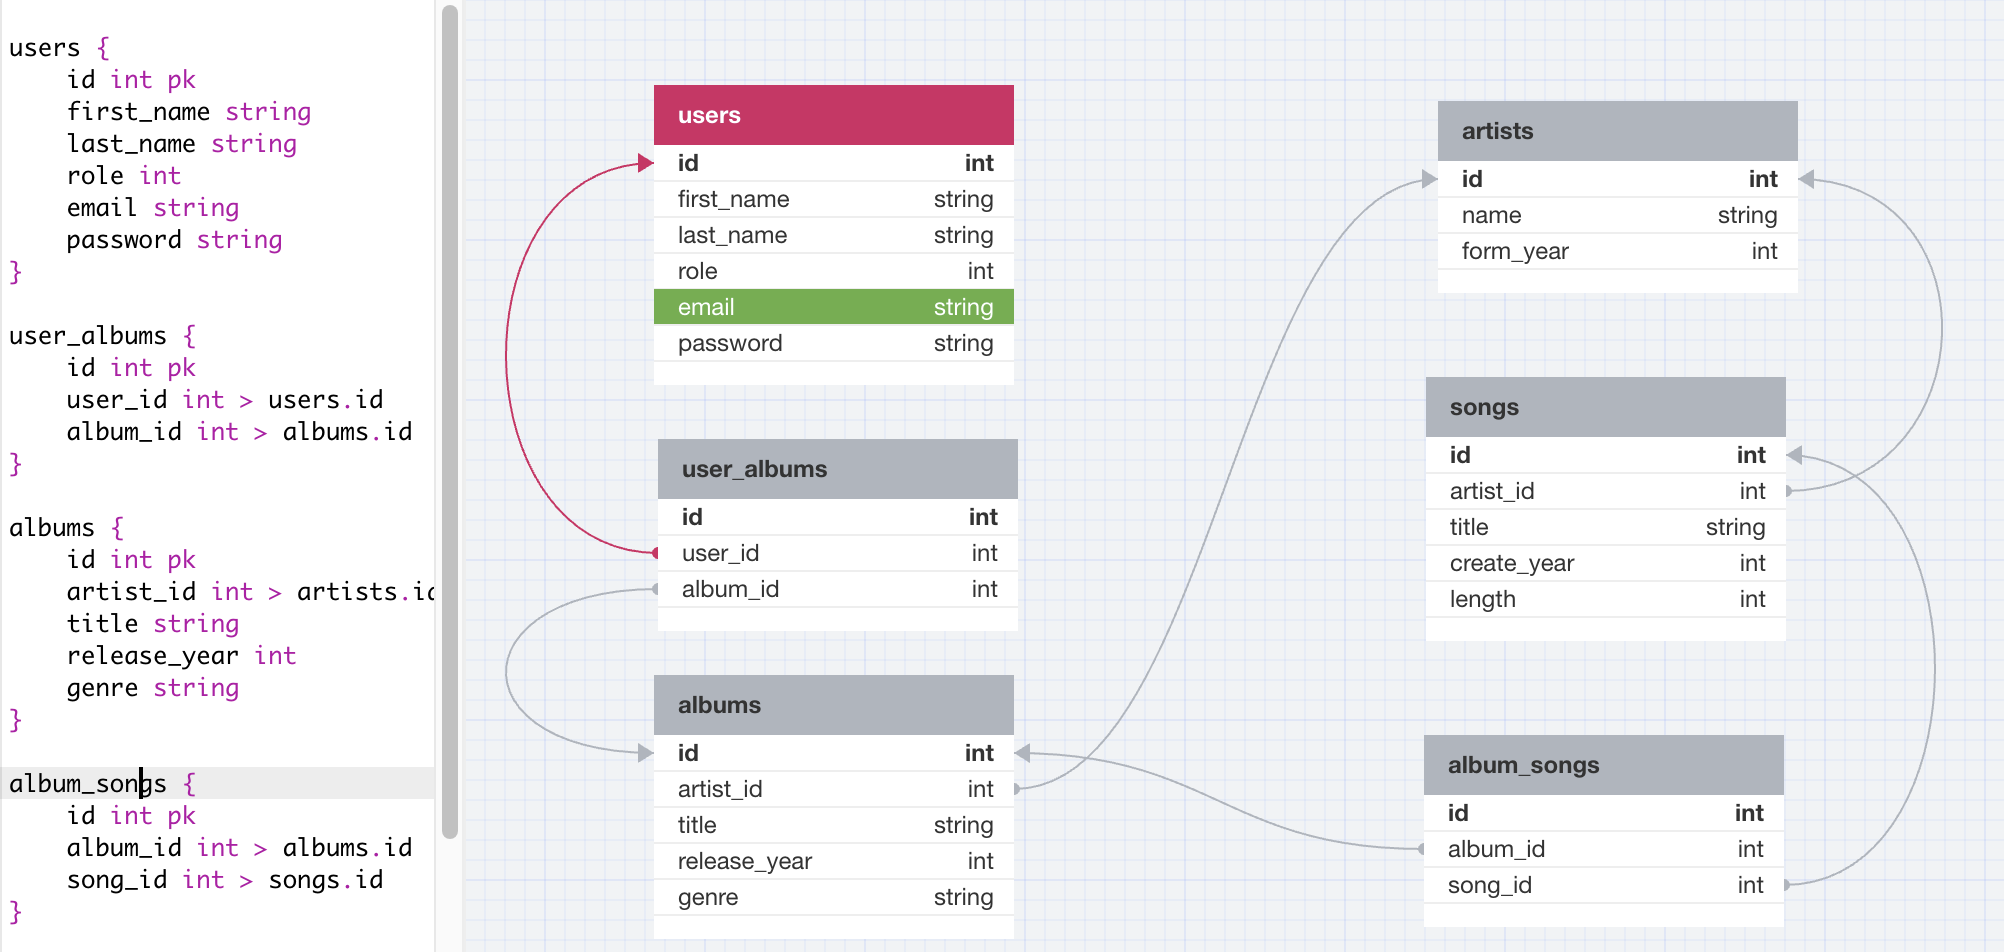 users {
id int pk
first_name string
last_name string
role int
email string
password string
}
user_albums {
id int pk
user_id int > users.id
album_id int > albums.id
}
albums {
id int pk
artist_id int > artists.id
title string
release_year int
genre string
}
album_songs {
id int pk
album_id int > albums.id
song_id int > songs.id
}
users
id int
first_name string
last_name string
role int
email string
password string
user_albums
id int
user_id int
album_id int
albums
id int
artist_id int
title string
release_year int
genre string
artists
id int
name string
form_year int
songs
id int
artist_id int
title string
create_year int
length int
album_songs
id int
album_id int
song_id int